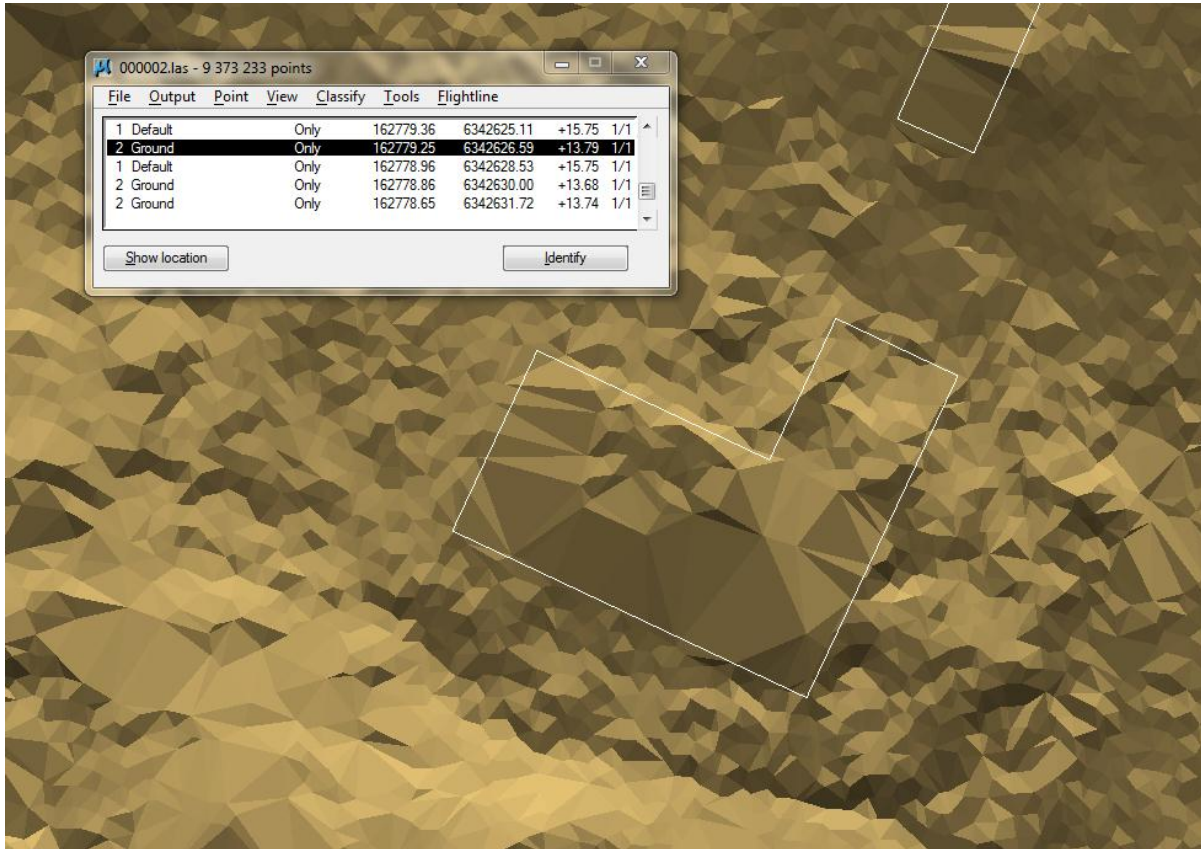 000002.las - 9 373 233 points
File Output Point View Classify Tools Flightline
1 Default Only 162779.36 6342625.11 +15.75 1/1
2 Ground Only 162779.25 6342626.59 +13.79 1/1
1 Default Only 162778.96 6342628.53 +15.75 1/1
2 Ground Only 162778.86 6342630.00 +13.68 1/1
2 Ground Only 162778.65 6342631.72 +13.74 1/1
Show location Identify